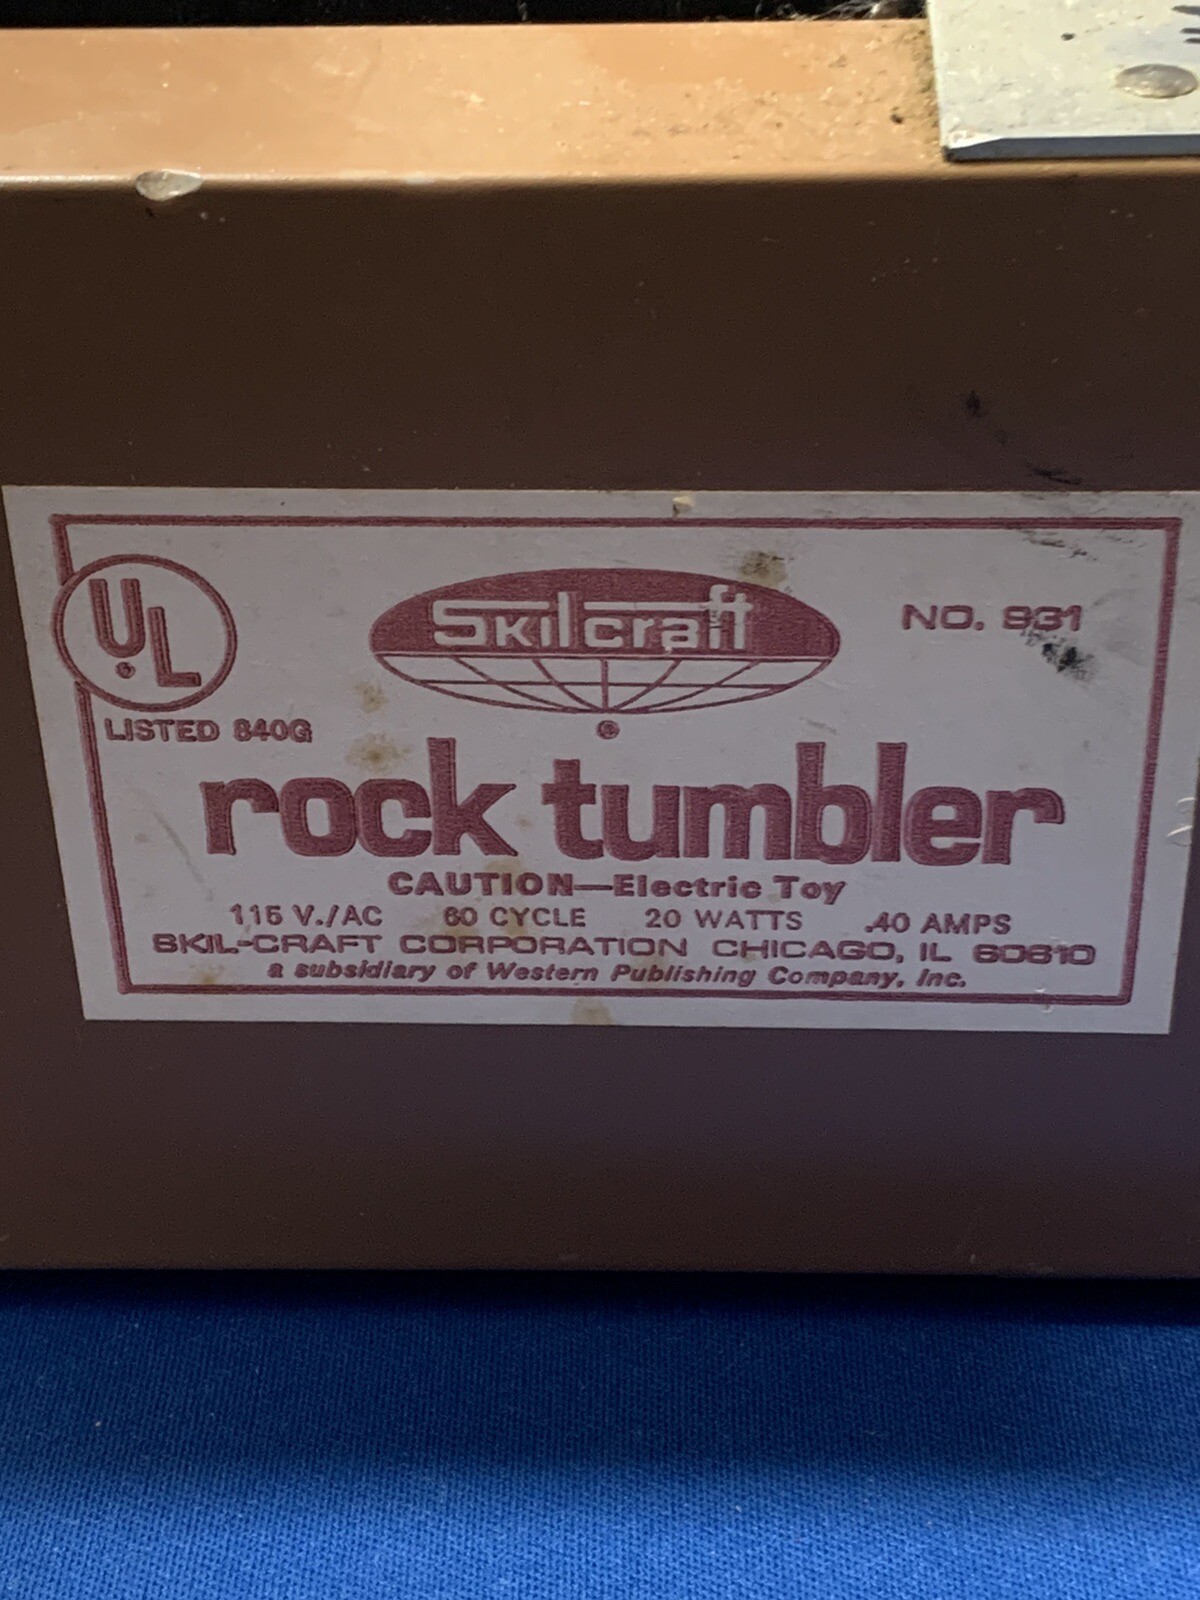 UL
Skilcraft
NO. 931
®
LISTED 840G
rock tumbler
CAUTION—Electric Toy
115 V./AC 60 CYCLE 20 WATTS .40 AMPS
SKIL-CRAFT CORPORATION CHICAGO, IL 60610
a subsidiary of Western Publishing Company, Inc.